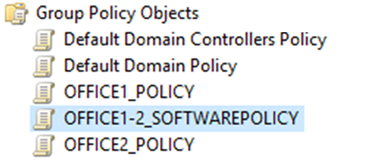 Group Policy Objects
Default Domain Controllers Policy
Default Domain Policy
OFFICE1_POLICY
OFFICE1-2_SOFTWAREPOLICY
OFFICE2_POLICY